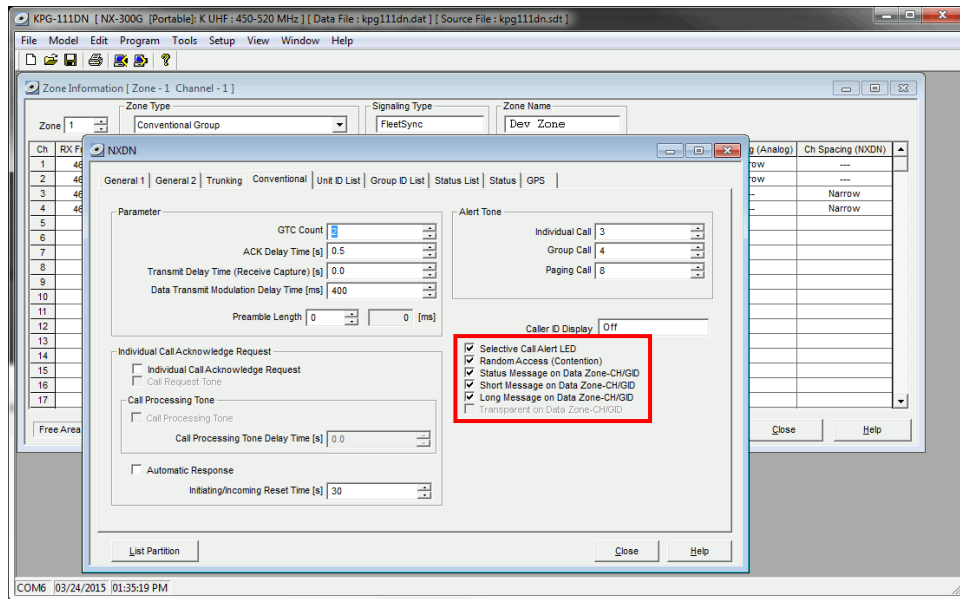 KPG-111DN [ NX-300G [Portable]: K UHF : 450-520 MHz ] [ Data File : kpg111dn.dat ] [ Source File : kpg111dn.sdt ]
File Model Edit Program Tools Setup View Window Help
Zone Information [ Zone - 1 Channel - 1 ]
Zone Type
Signaling Type
Zone Name
Zone 1
Conventional Group
FleetSync
Dev Zone
Ch
1
2
3
4
5
6
7
8
9
10
11
12
13
14
15
16
17
(Analog) Ch Spacing (NXDN)
---
---
Narrow
Narrow
NXDN
General 1 General 2 Trunking Conventional Unit ID List Group ID List Status List Status GPS
Parameter
GTC Count 2
ACK Delay Time [s] 0.5
Transmit Delay Time (Receive Capture) [s] 0.0
Data Transmit Modulation Delay Time [ms] 400
Preamble Length 0 0 [ms]
Alert Tone
Individual Call 3
Group Call 4
Paging Call 8
Caller ID Display Off
Selective Call Alert LED
Random Access (Contention)
Status Message on Data Zone-CH/GID
Short Message on Data Zone-CH/GID
Long Message on Data Zone-CH/GID
Transparent on Data Zone-CH/GID
Individual Call Acknowledge Request
Individual Call Acknowledge Request
Call Request Tone
Call Processing Tone
Call Processing Tone
Call Processing Tone Delay Time [s] 0.0
Automatic Response
Initiating/Incoming Reset Time [s] 30
List Partition
Close
Help
Free Area
Close
Help
COM6 03/24/2015 01:35:19 PM